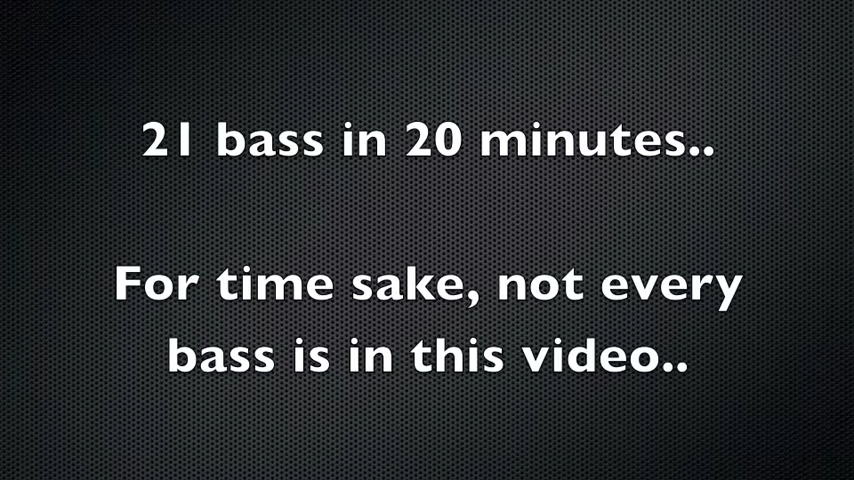 21 bass in 20 minutes..
For time sake, not every
bass is in this video..